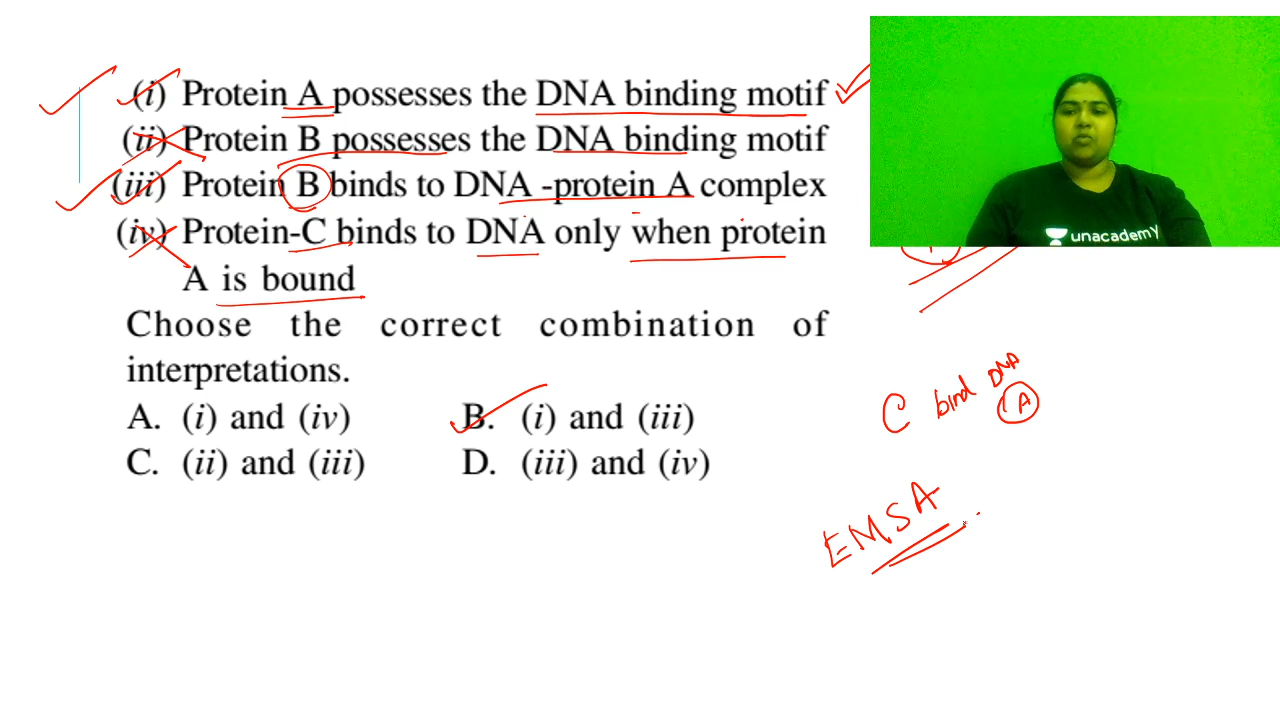 (i) Protein A possesses the DNA binding motif
(ii) Protein B possesses the DNA binding motif
(iii) Protein B binds to DNA -protein A complex
(iv) Protein-C binds to DNA only when protein
A is bound
Choose the correct combination of
interpretations.
A. (i) and (iv) B. (i) and (iii)
C. (ii) and (iii) D. (iii) and (iv)
unacademy
C bind DNA
A
EMSA